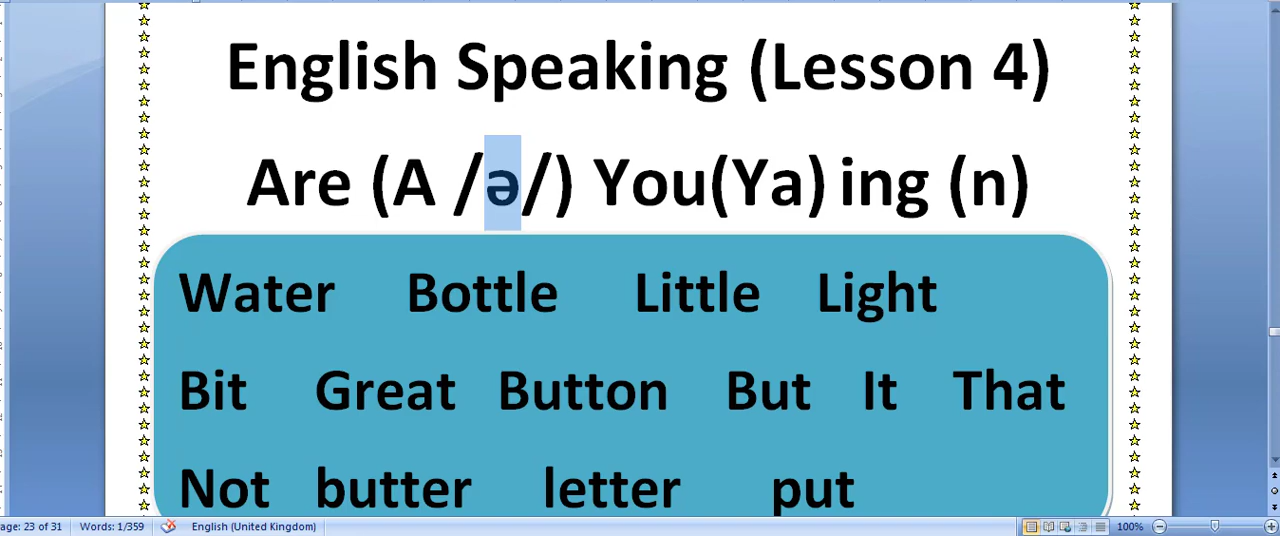 English Speaking (Lesson 4)
Are (A /ə/) You(Ya) ing (n)
Water Bottle Little Light
Bit Great Button But It That
Not butter letter put
age: 23 of 31 Words: 1/359 English (United Kingdom) 100%